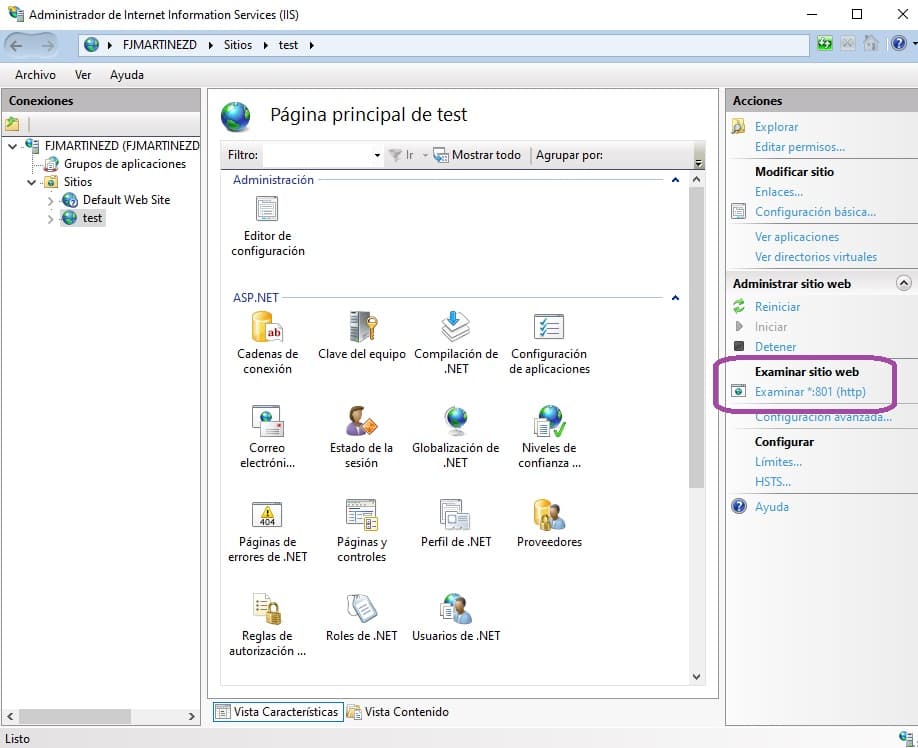 Administrador de Internet Information Services (IIS)
FJMARTINEZD
Sitios
test
Archivo Ver Ayuda
Conexiones
FJMARTINEZD (FJMARTINEZD
Grupos de aplicaciones
Sitios
Default Web Site
test
Página principal de test
Filtro:
Ir
Mostrar todo
Agrupar por:
Administración
Editor de
configuración
ASP.NET
Cadenas de
conexión
Clave del equipo
Compilación de
.NET
Configuración
de aplicaciones
Correo
electróni...
Estado de la
sesión
Globalización de
.NET
Niveles de
confianza ...
Páginas de
errores de .NET
Páginas y
controles
Perfil de .NET
Proveedores
Reglas de
autorización ...
Roles de .NET
Usuarios de .NET
Vista Características
Vista Contenido
Acciones
Explorar
Editar permisos...
Modificar sitio
Enlaces...
Configuración básica...
Ver aplicaciones
Ver directorios virtuales
Administrar sitio web
Reiniciar
Iniciar
Detener
Examinar sitio web
Examinar *:801 (http)
Configuración avanzada...
Configurar
Límites...
HSTS...
Ayuda
Listo